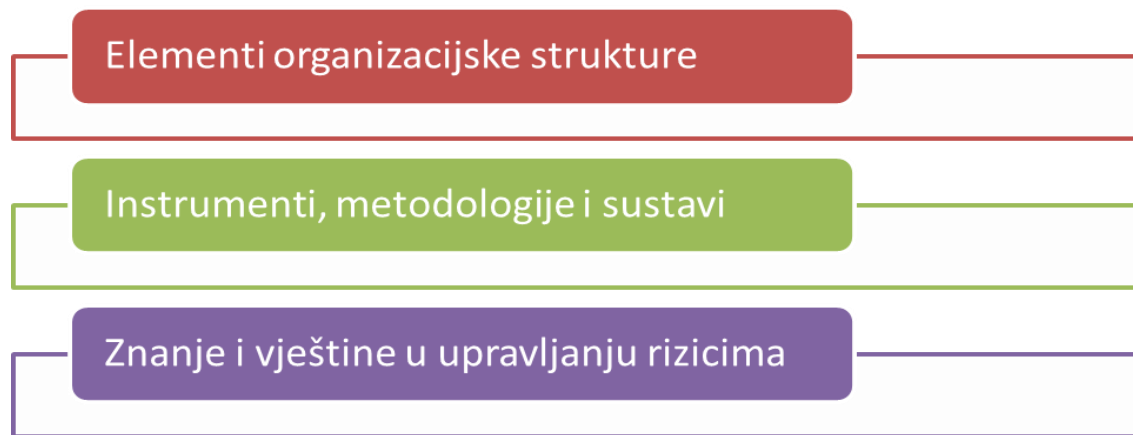 Elementi organizacijske strukture
Instrumenti, metodologije i sustavi
Znanje i vještine u upravljanju rizicima